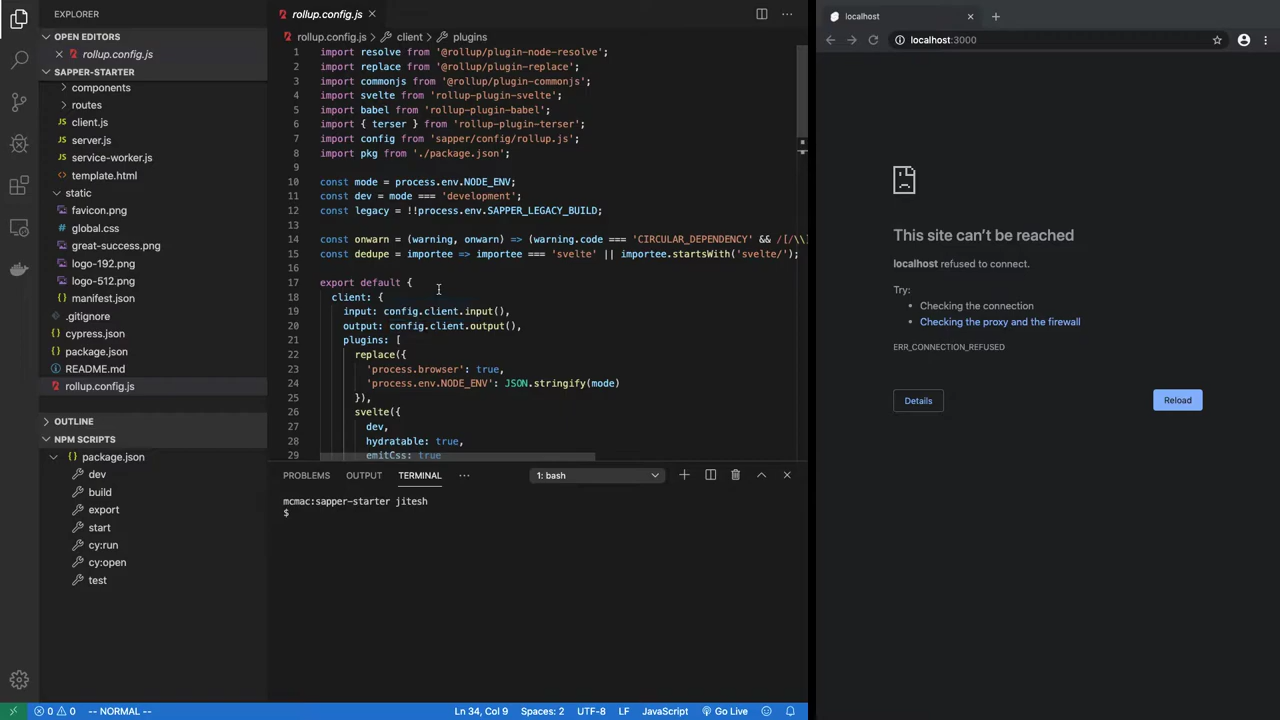 EXPLORER
OPEN EDITORS
rollup.config.js
SAPPER-STARTER
components
routes
client.js
server.js
service-worker.js
template.html
static
favicon.png
global.css
great-success.png
logo-192.png
logo-512.png
manifest.json
.gitignore
cypress.json
package.json
README.md
rollup.config.js
OUTLINE
NPM SCRIPTS
package.json
dev
build
export
start
cy:run
cy:open
test
rollup.config.js
rollup.config.js > client > plugins
1 import resolve from '@rollup/plugin-node-resolve';
2 import replace from '@rollup/plugin-replace';
3 import commonjs from '@rollup/plugin-commonjs';
4 import svelte from 'rollup-plugin-svelte';
5 import babel from 'rollup-plugin-babel';
6 import { terser } from 'rollup-plugin-terser';
7 import config from 'sapper/config/rollup.js';
8 import pkg from './package.json';
9
10 const mode = process.env.NODE_ENV;
11 const dev = mode === 'development';
12 const legacy = !!process.env.SAPPER_LEGACY_BUILD;
13
14 const onwarn = (warning, onwarn) => (warning.code === 'CIRCULAR_DEPENDENCY' && /[/\\]
15 const dedupe = importee => importee === 'svelte' || importee.startsWith('svelte/');
16
17 export default {
18 client: {
19 input: config.client.input(),
20 output: config.client.output(),
21 plugins: [
22 replace({
23 'process.browser': true,
24 'process.env.NODE_ENV': JSON.stringify(mode)
25 }),
26 svelte({
27 dev,
28 hydratable: true,
29 emitCss: true
PROBLEMS OUTPUT TERMINAL ··· 1: bash
mcmac:sapper-starter jitesh
$
0 0 -- NORMAL -- Ln 34, Col 9 Spaces: 2 UTF-8 LF JavaScript Go Live
localhost
localhost:3000
This site can't be reached
localhost refused to connect.
Try:
• Checking the connection
• Checking the proxy and the firewall
ERR_CONNECTION_REFUSED
Details Reload